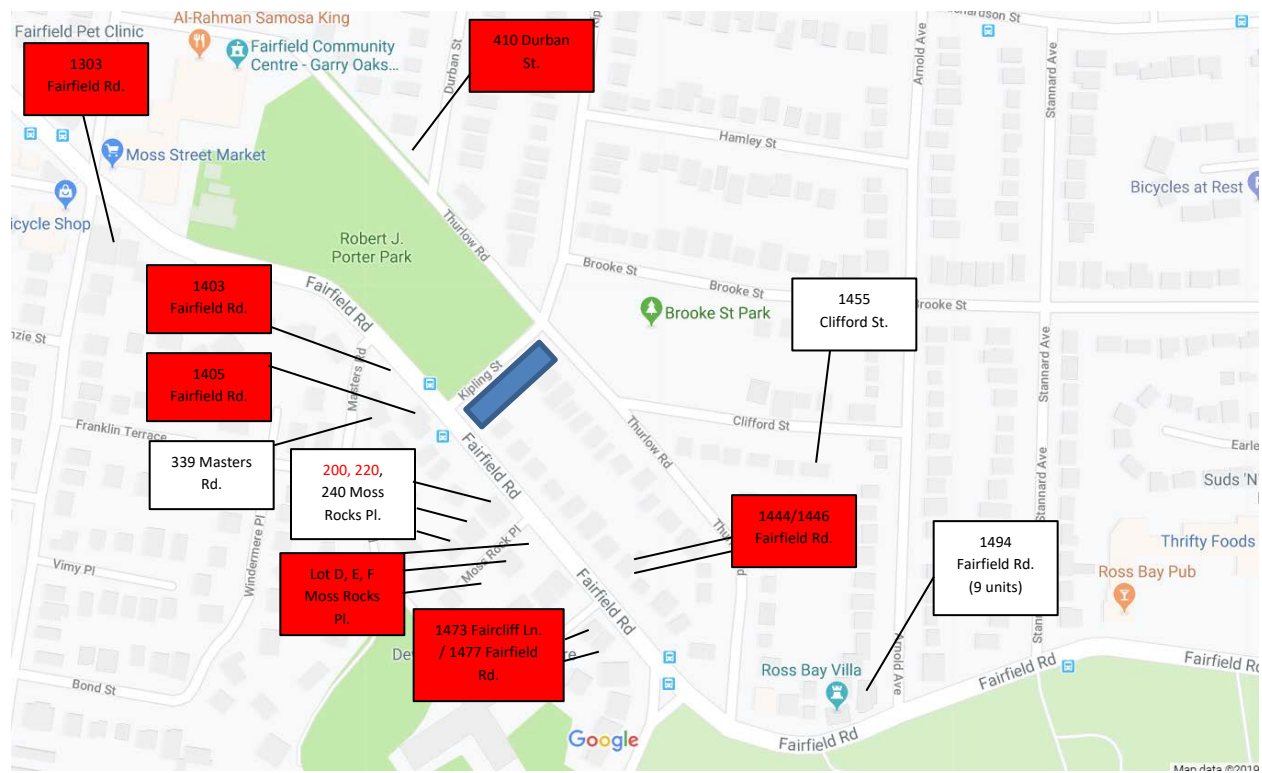 Al-Rahman Samosa King
Fairfield Pet Clinic
Fairfield Community
Centre - Garry Oaks...
1303
Fairfield Rd.
410 Durban
St.
Durban St
Arnold Ave
Stannard Ave
Hamley St
Moss Street Market
Bicycles at Rest
icycle Shop
Robert J.
Porter Park
Thurlow Rd
Brooke St
Brooke St
Brooke St
Brooke St Park
1403
Fairfield Rd.
Fairfield Rd
1455
Clifford St.
nzie St
Masters Rd
Kipling St
1405
Fairfield Rd.
Stannard Ave
Franklin Terrace
Clifford St
Earle
339 Masters
Rd.
200, 220,
240 Moss
Rocks Pl.
Fairfield Rd
Thurlow Rd
Suds 'N
1444/1446
Fairfield Rd.
1494
Fairfield Rd.
(9 units)
Thrifty Foods
Windermere Pl
Moss Rock Pl
Vimy Pl
Lot D, E, F
Moss Rocks
Pl.
Ross Bay Pub
Fairfield Rd
1473 Faircliff Ln.
/ 1477 Fairfield
Rd.
Arnold Ave
Bond St
Ross Bay Villa
Fairfield Rd
Fairfield Rd
Fairfield Rd
Google
Map data ©2019